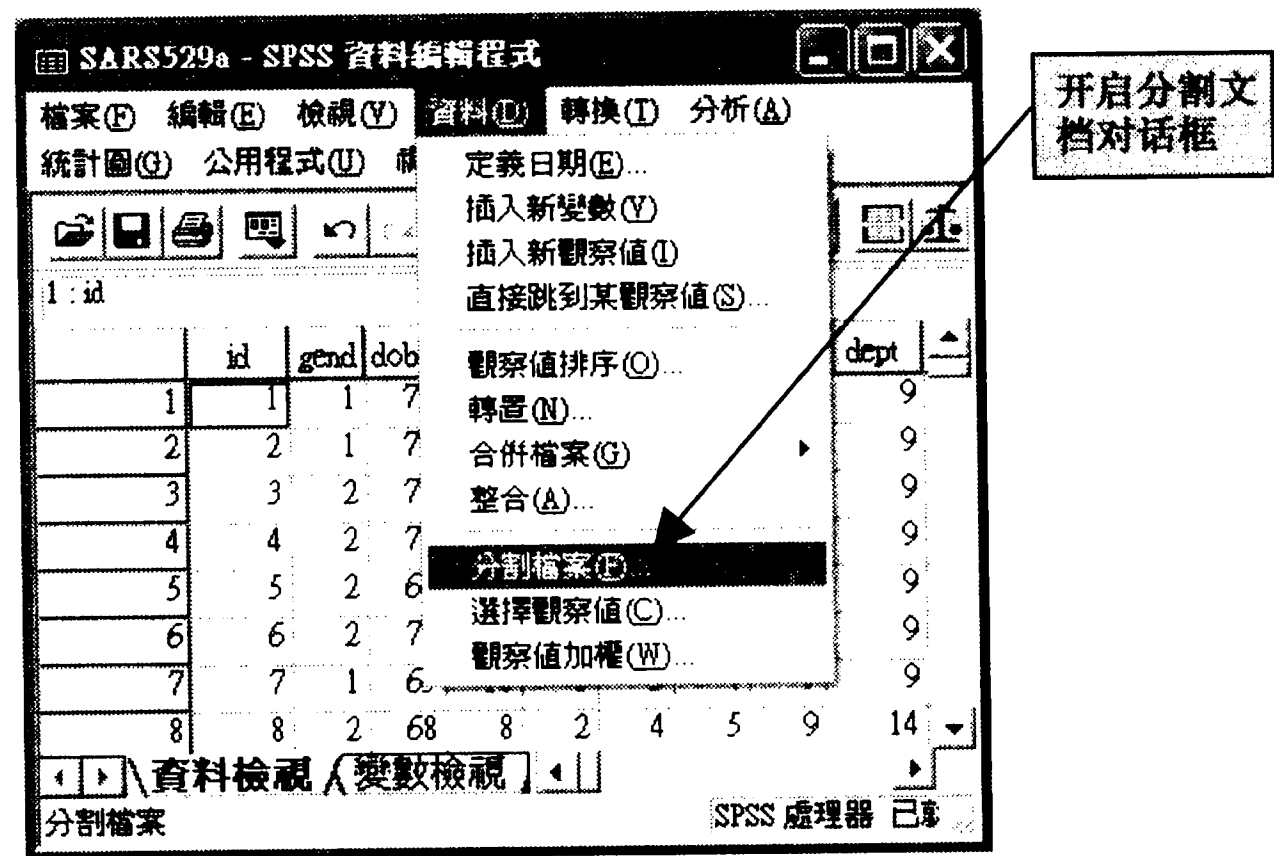 SARS529a - SPSS 資料編輯程式
檔案(F) 編輯(E) 檢視(V) 資料(D) 轉換(T) 分析(A)
統計圖(G) 公用程式(U)
定義日期(E)...
插入新變數(V)
插入新觀察值(I)
直接跳到某觀察值(S)...
觀察值排序(O)...
轉置(N)...
合併檔案(G)
整合(A)...
分割檔案(F)...
選擇觀察值(C)...
觀察值加權(W)...
1 : id
id gend dob dept
1 1 1 7 9
2 2 1 7 9
3 3 2 7 9
4 4 2 7 9
5 5 2 6 9
6 6 2 7 9
7 7 1 6 9
8 8 2 68 8 2 4 5 9 14
資料檢視 變數檢視
分割檔案 SPSS 處理器 已
开启分割文
档对话框